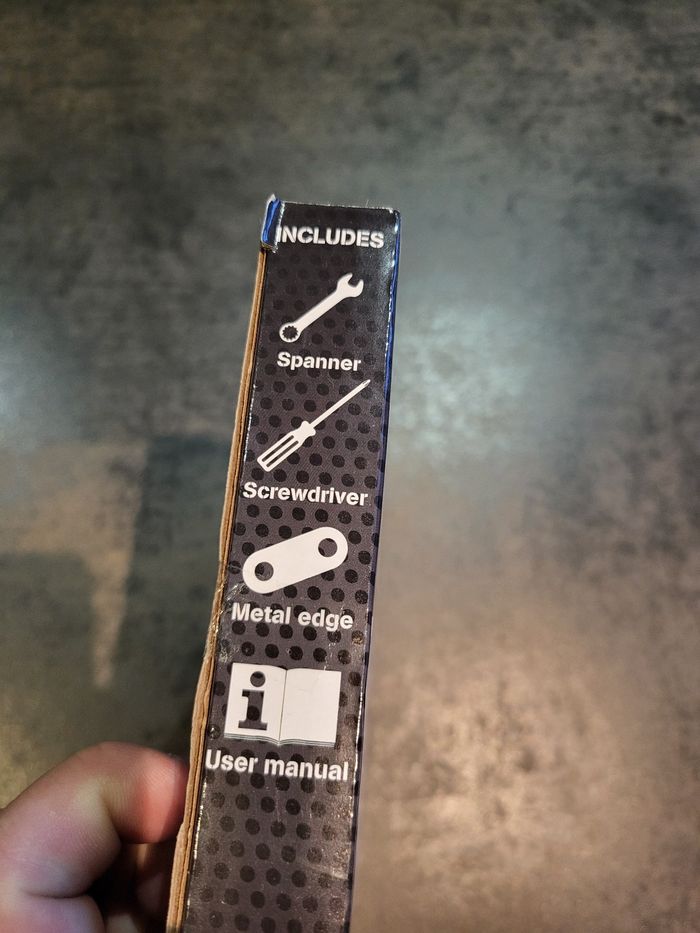 INCLUDES
Spanner
Screwdriver
Metal edge
i
User manual